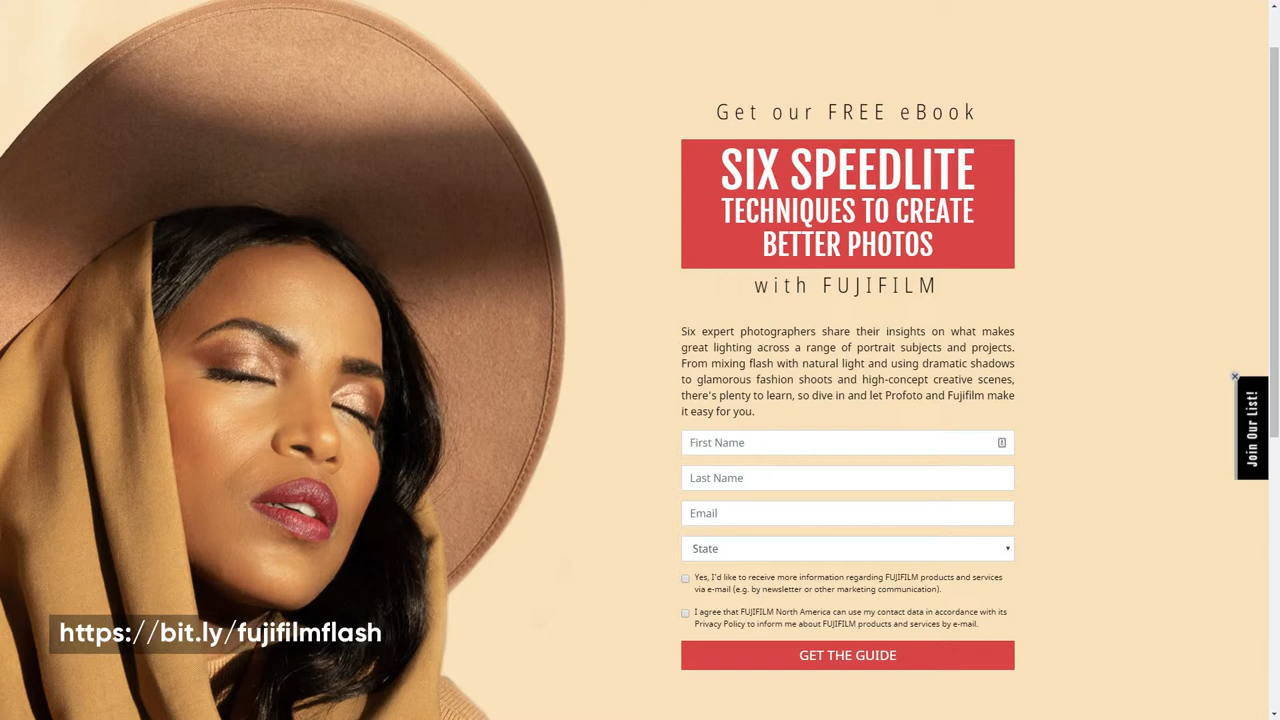 Get our FREE eBook
SIX SPEEDLITE
TECHNIQUES TO CREATE
BETTER PHOTOS
with FUJIFILM
Six expert photographers share their insights on what makes
great lighting across a range of portrait subjects and projects.
From mixing flash with natural light and using dramatic shadows
to glamorous fashion shoots and high-concept creative scenes,
there's plenty to learn, so dive in and let Profoto and Fujifilm make
it easy for you.
First Name
Last Name
Email
State
Yes, I'd like to receive more information regarding FUJIFILM products and services
via e-mail (e.g. by newsletter or other marketing communication).
I agree that FUJIFILM North America can use my contact data in accordance with its
Privacy Policy to inform me about FUJIFILM products and services by e-mail.
GET THE GUIDE
Join Our List!
https://bit.ly/fujifilmflash